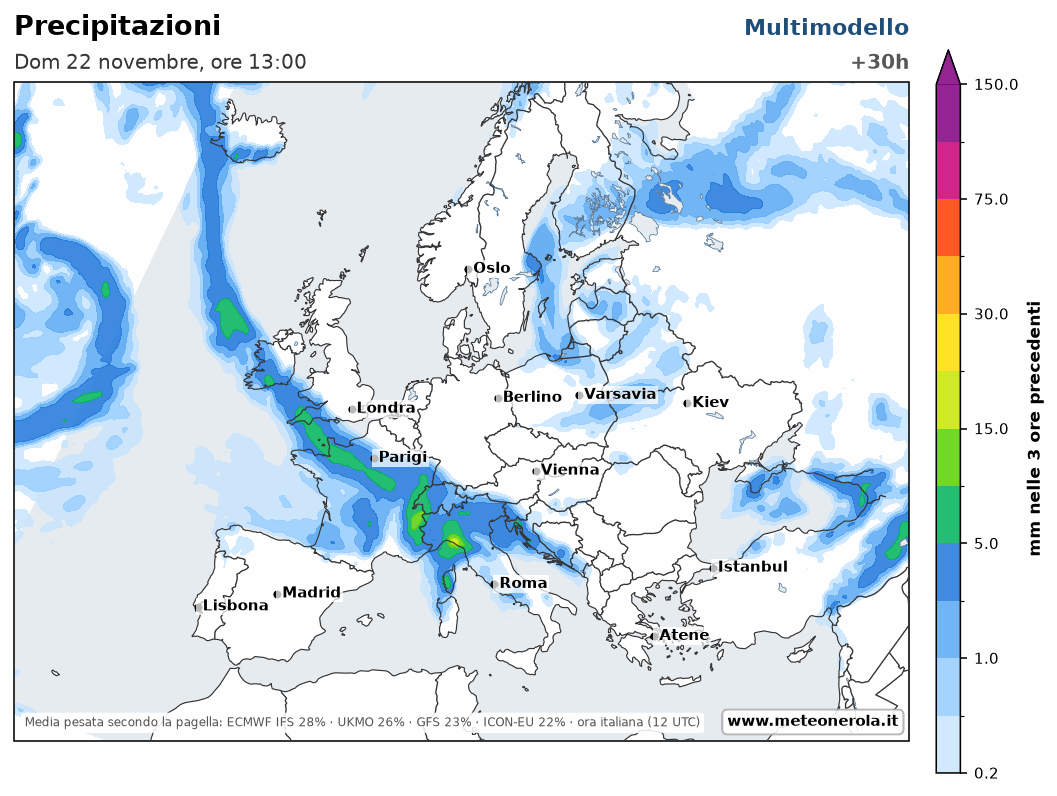 Precipitazioni
Multimodello
Dom 22 novembre, ore 13:00
+30h
150.0
75.0
30.0
15.0
5.0
1.0
0.2
mm nelle 3 ore precedenti
Oslo
Londra
Berlino
Varsavia
Kiev
Parigi
Vienna
Istanbul
Roma
Madrid
Lisbona
Atene
Media pesata secondo la pagella: ECMWF IFS 28% · UKMO 26% · GFS 23% · ICON-EU 22% · ora italiana (12 UTC)
www.meteonerola.it